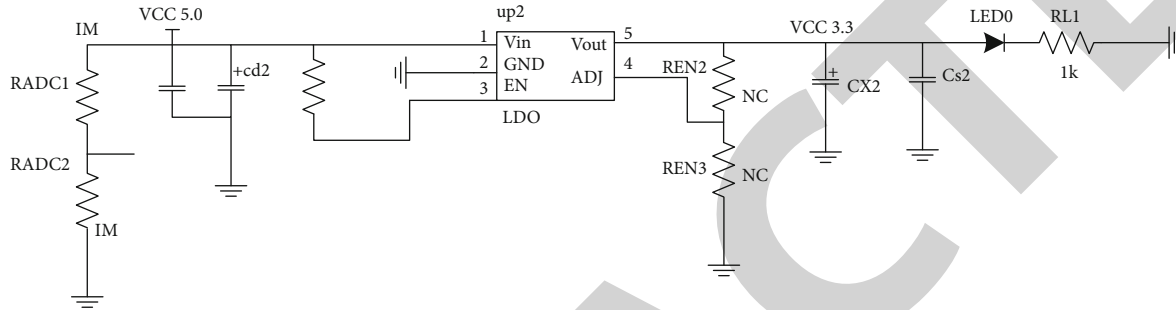 up2
IM
VCC 5.0
RADC1
RADC2
IM
+cd2
1
2
3
Vin
GND
EN
Vout
ADJ
LDO
5
4
REN2
NC
REN3
NC
VCC 3.3
+
CX2
Cs2
LED0
RL1
1k